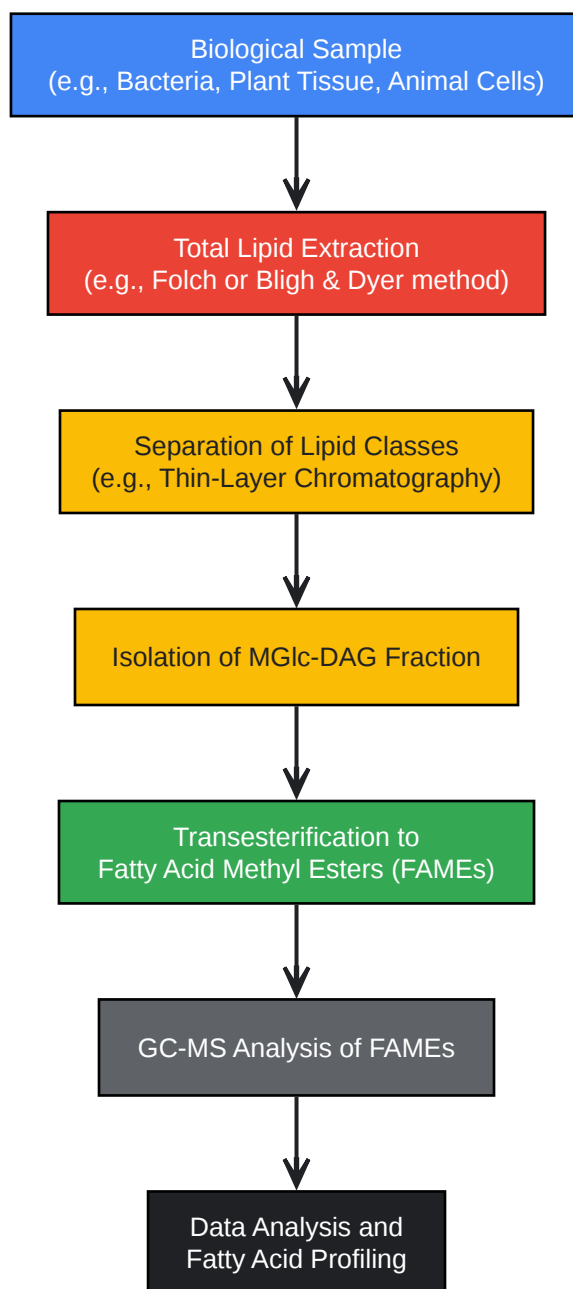 Biological Sample
(e.g., Bacteria, Plant Tissue, Animal Cells)
Total Lipid Extraction
(e.g., Folch or Bligh & Dyer method)
Separation of Lipid Classes
(e.g., Thin-Layer Chromatography)
Isolation of MGlc-DAG Fraction
Transesterification to
Fatty Acid Methyl Esters (FAMEs)
GC-MS Analysis of FAMEs
Data Analysis and
Fatty Acid Profiling